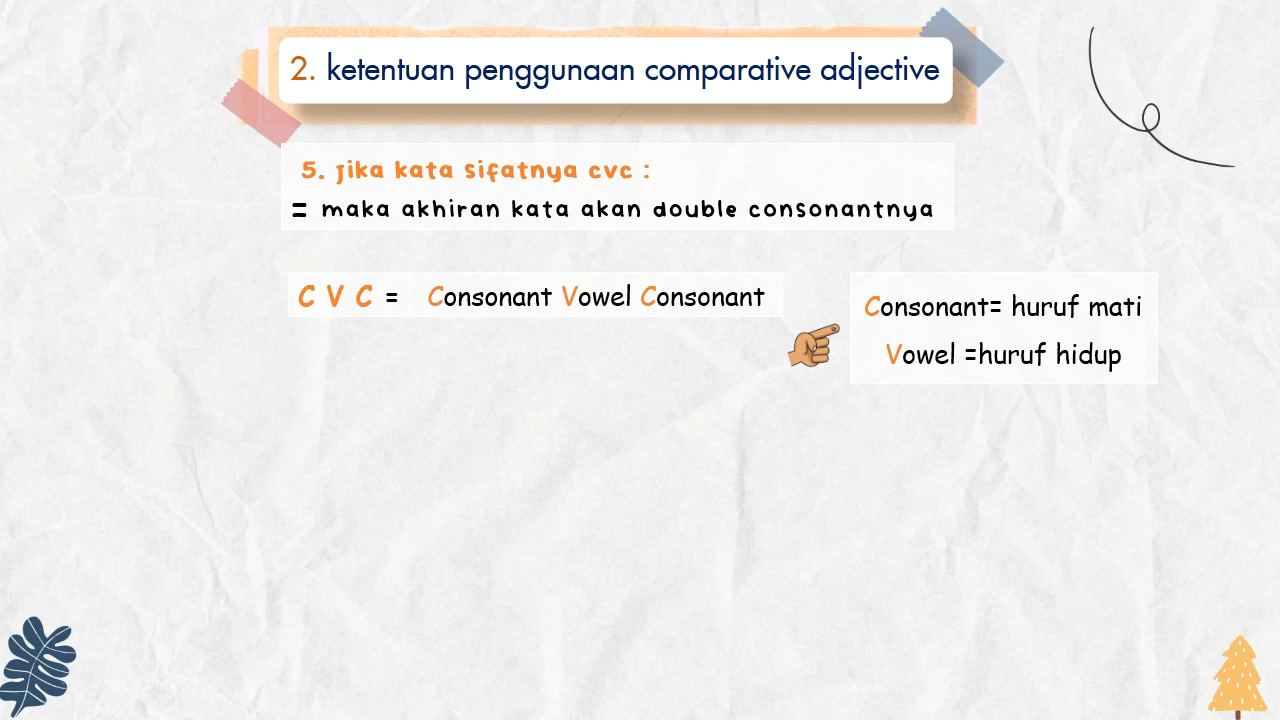 2. ketentuan penggunaan comparative adjective
5. Jika kata sifatnya cvc :
= maka akhiran kata akan double consonantnya
C V C = Consonant Vowel Consonant
Consonant= huruf mati
Vowel =huruf hidup